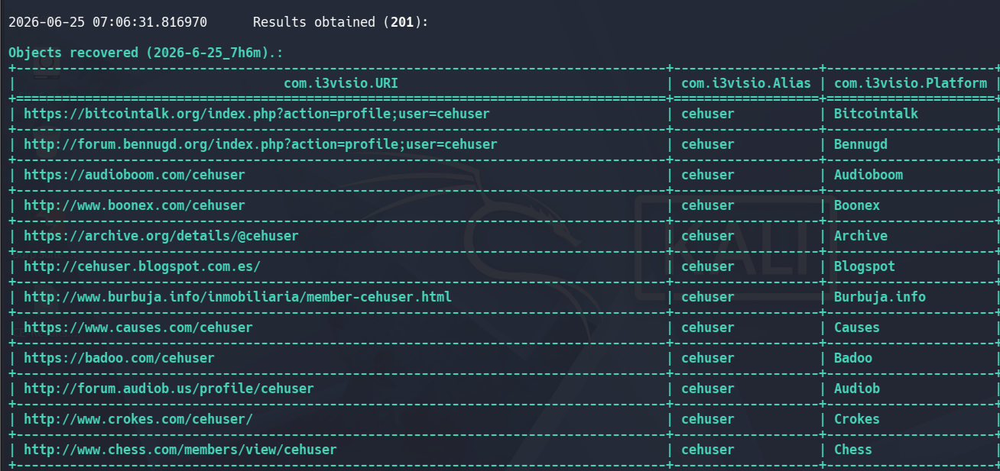 2026-06-25 07:06:31.816970 Results obtained (201):
Objects recovered (2026-6-25_7h6m).:
| com.i3visio.URI | com.i3visio.Alias | com.i3visio.Platform |
| https://bitcointalk.org/index.php?action=profile;user=cehuser | cehuser | Bitcointalk |
| http://forum.bennugd.org/index.php?action=profile;user=cehuser | cehuser | Bennugd |
| https://audioboom.com/cehuser | cehuser | Audioboom |
| http://www.boonex.com/cehuser | cehuser | Boonex |
| https://archive.org/details/@cehuser | cehuser | Archive |
| http://cehuser.blogspot.com.es/ | cehuser | Blogspot |
| http://www.burbuja.info/inmobiliaria/member-cehuser.html | cehuser | Burbuja.info |
| https://www.causes.com/cehuser | cehuser | Causes |
| https://badoo.com/cehuser | cehuser | Badoo |
| http://forum.audiob.us/profile/cehuser | cehuser | Audiob |
| http://www.crokes.com/cehuser/ | cehuser | Crokes |
| http://www.chess.com/members/view/cehuser | cehuser | Chess |
KALI